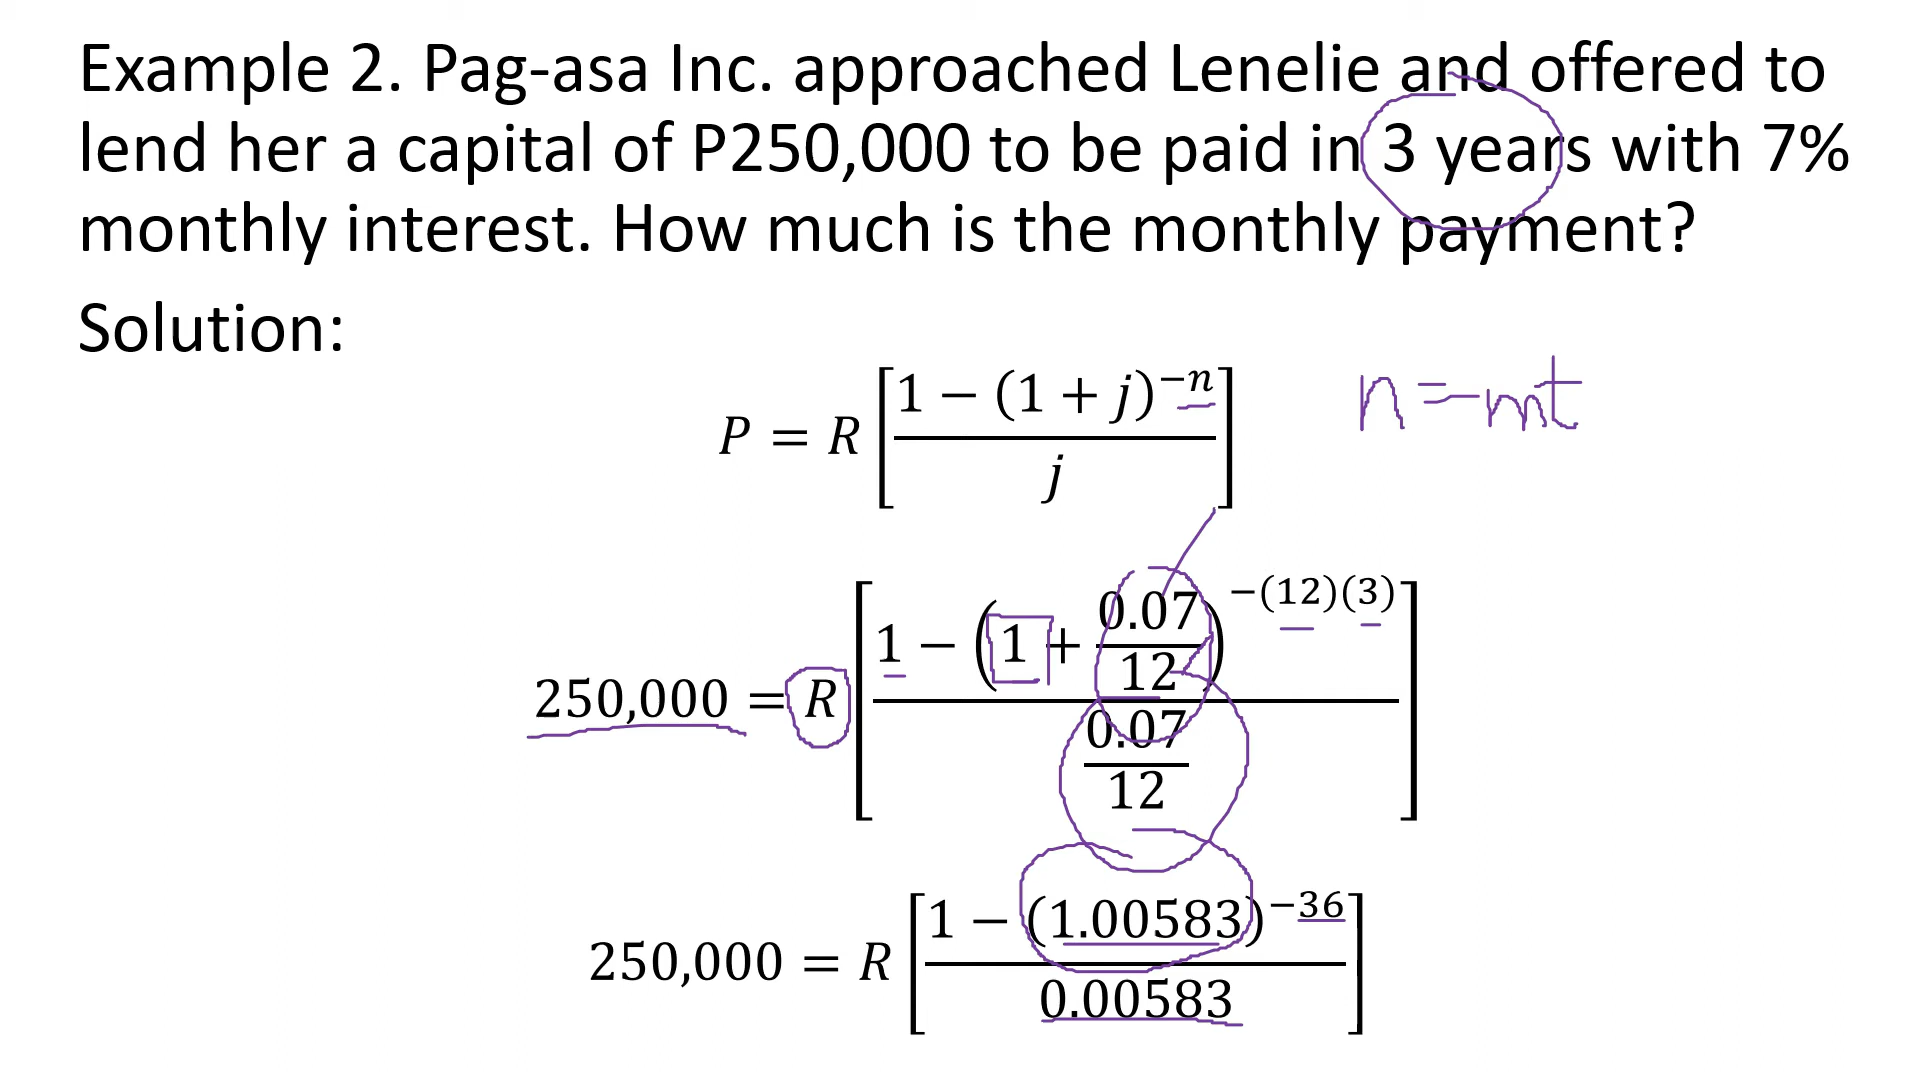 Example 2. Pag-asa Inc. approached Lenelie and offered to
lend her a capital of P250,000 to be paid in 3 years with 7%
monthly interest. How much is the monthly payment?
Solution:
P = R [ (1 − (1 + j)^−n) / j ]
n = mt
250,000 = R [ (1 − (1 + 0.07/12)^−(12)(3)) / (0.07/12) ]
250,000 = R [ (1 − (1.00583)^−36) / 0.00583 ]